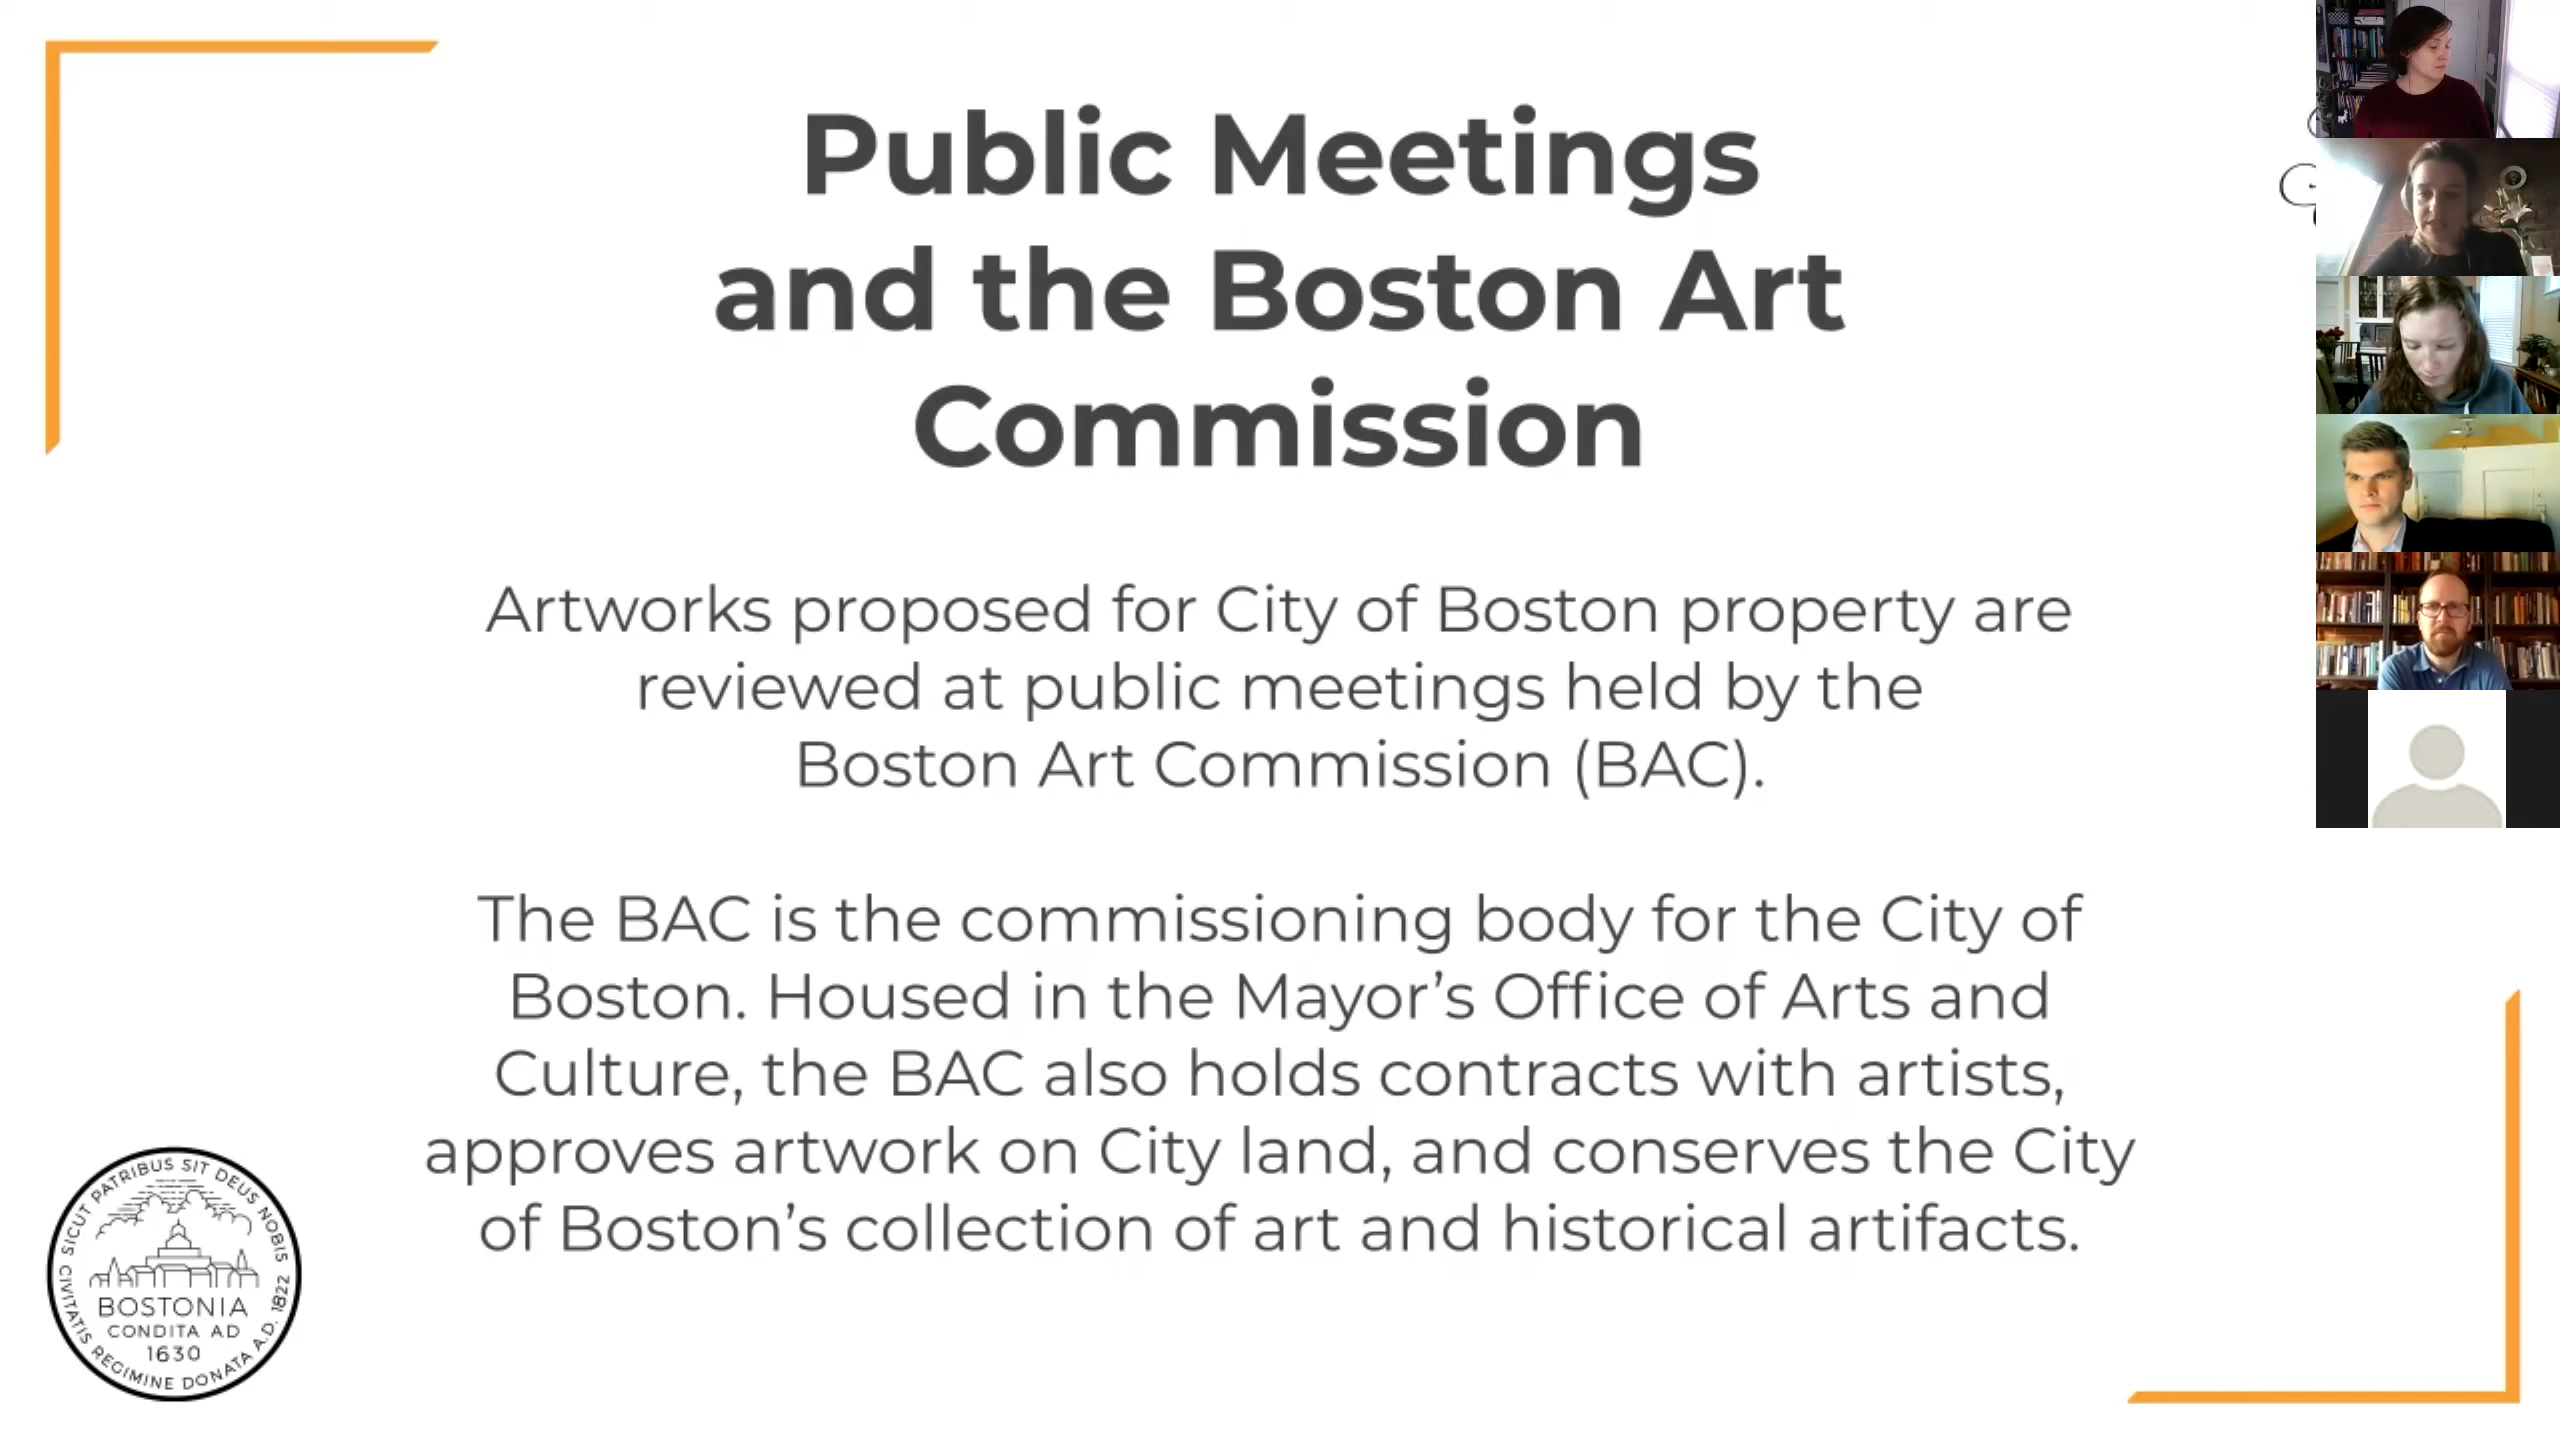 Public Meetings
and the Boston Art
Commission
Artworks proposed for City of Boston property are
reviewed at public meetings held by the
Boston Art Commission (BAC).
The BAC is the commissioning body for the City of
Boston. Housed in the Mayor’s Office of Arts and
Culture, the BAC also holds contracts with artists,
approves artwork on City land, and conserves the City
of Boston’s collection of art and historical artifacts.
SICUT PATRIBUS SIT DEUS NOBIS
CIVITATIS REGIMINE DONATA A.D. 1822
BOSTONIA
CONDITA AD
1630